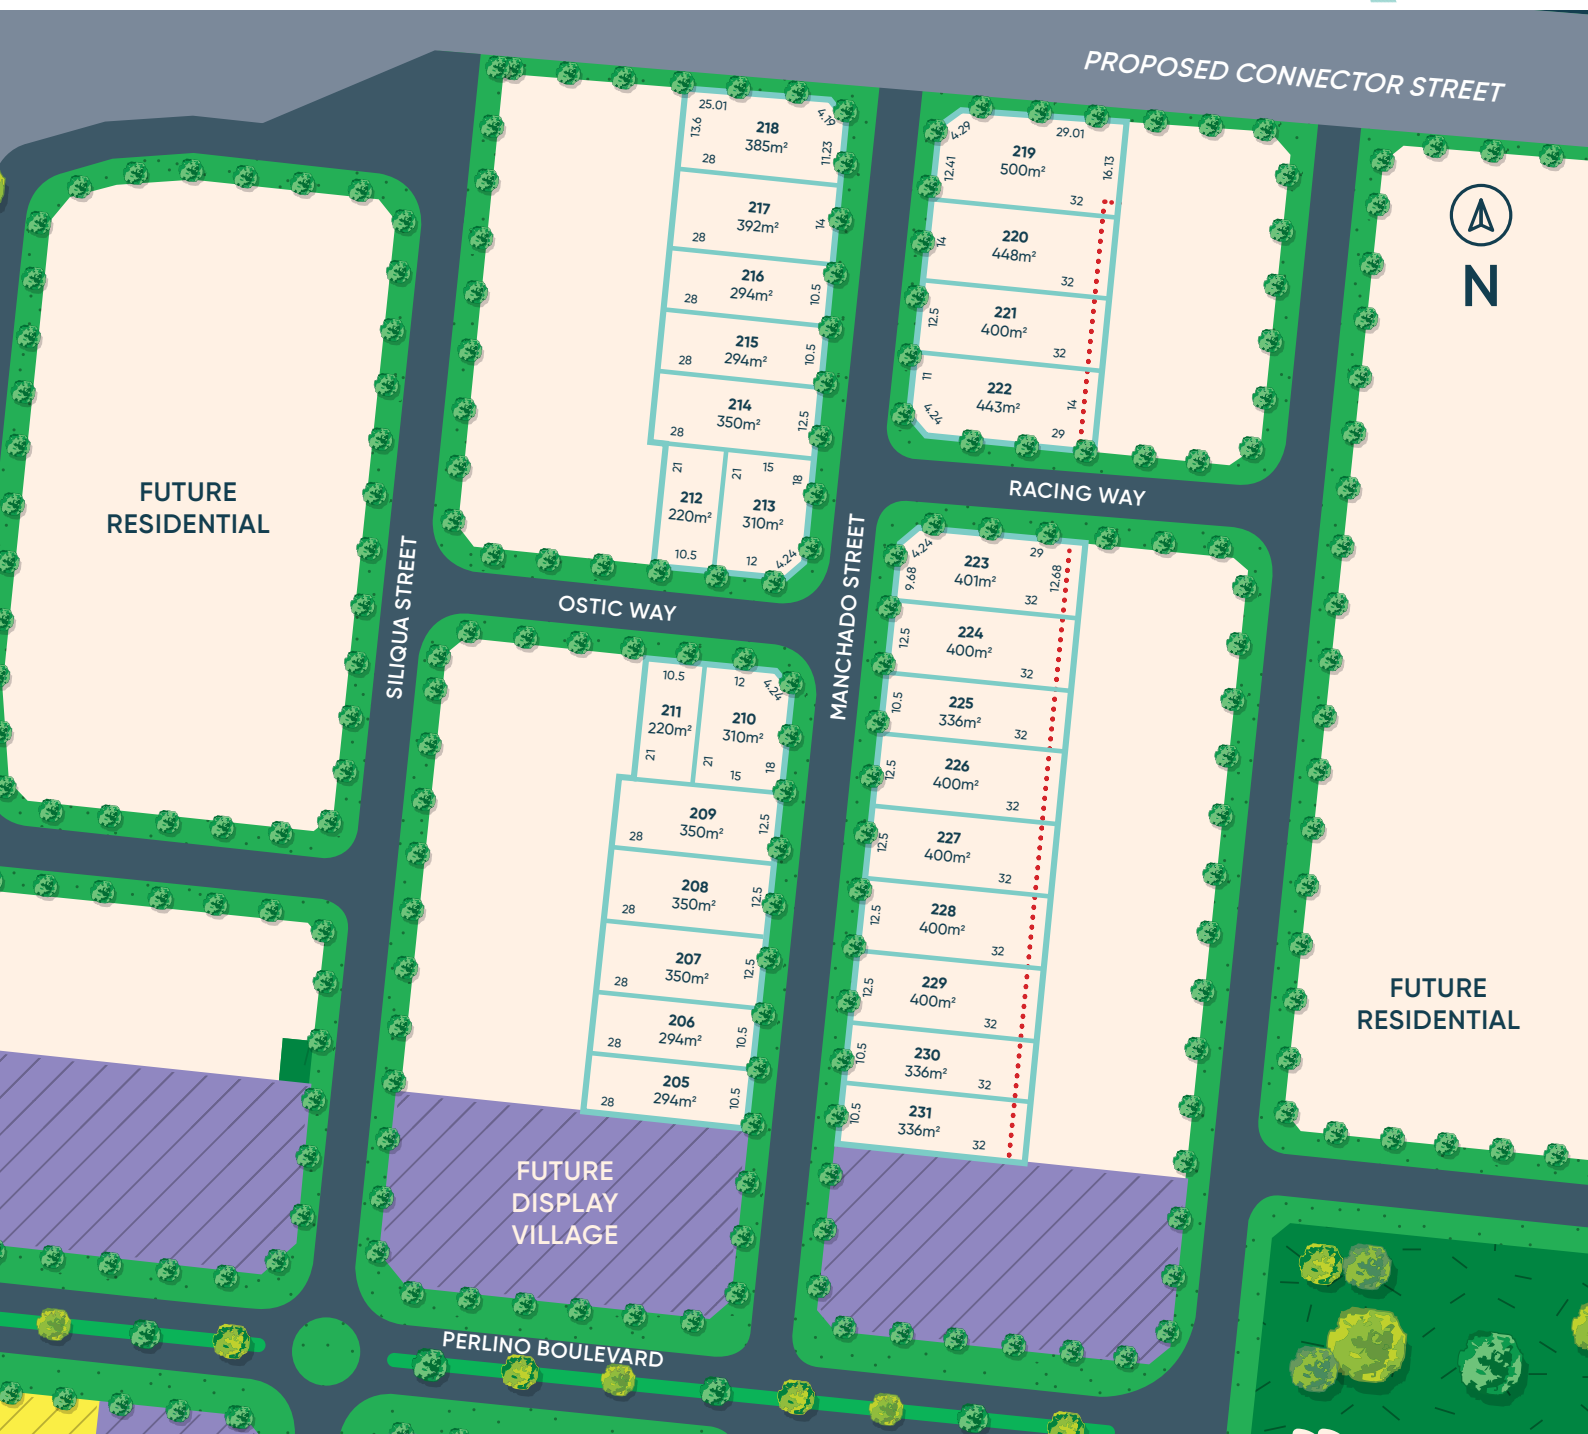 PROPOSED CONNECTOR STREET
25.01
13.6
218
385m²
4.19
11.23
28
217
392m²
14
28
216
294m²
10.5
28
215
294m²
10.5
28
214
350m²
12.5
28
21
212
220m²
10.5
21
15
18
213
310m²
12
4.24
4.29
29.01
12.41
219
500m²
16.13
32
14
220
448m²
32
12.5
221
400m²
32
11
222
443m²
14
4.24
29
N
RACING WAY
FUTURE
RESIDENTIAL
SILIQUA STREET
OSTIC WAY
MANCHADO STREET
4.24
29
9.68
223
401m²
12.68
32
12.5
224
400m²
32
10.5
225
336m²
32
12.5
226
400m²
32
12.5
227
400m²
32
12.5
228
400m²
32
12.5
229
400m²
32
10.5
230
336m²
32
10.5
231
336m²
32
10.5
211
220m²
21
12
4.24
210
310m²
21
15
18
209
350m²
12.5
28
208
350m²
12.5
28
207
350m²
12.5
28
206
294m²
10.5
28
205
294m²
10.5
28
FUTURE
RESIDENTIAL
FUTURE
DISPLAY
VILLAGE
PERLINO BOULEVARD